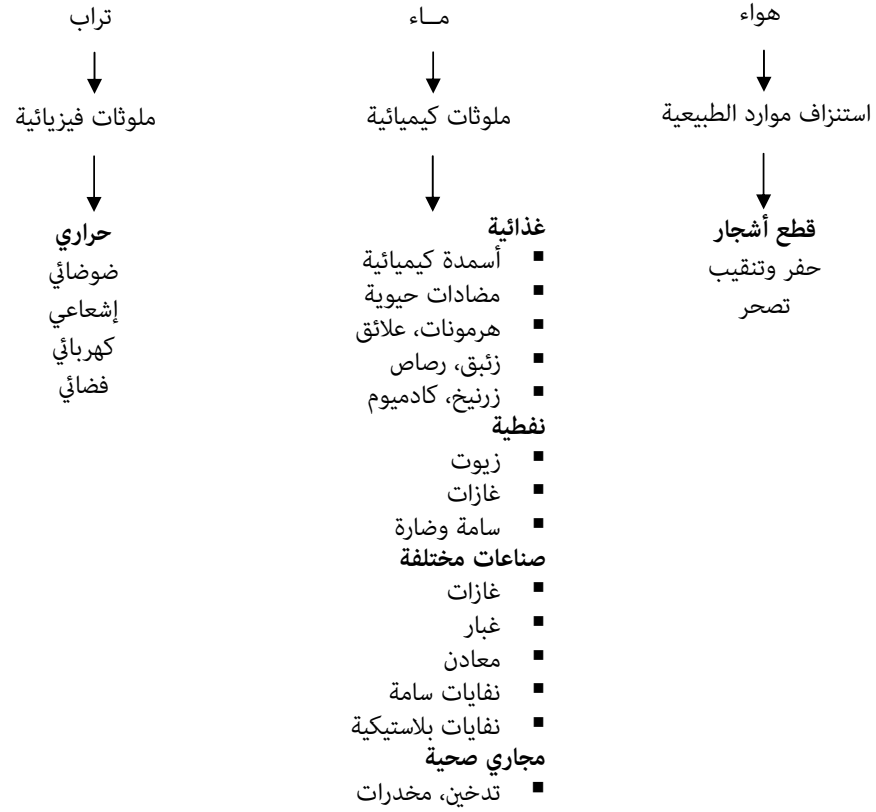 هواء
استنزاف موارد الطبيعية
قطع أشجار
حفر وتنقيب
تصحر
مــاء
ملوثات كيميائية
غذائية
■ أسمدة كيميائية
■ مضادات حيوية
■ هرمونات، علائق
■ زئبق، رصاص
■ زرنيخ، كادميوم
نفطية
■ زيوت
■ غازات
■ سامة وضارة
صناعات مختلفة
■ غازات
■ غبار
■ معادن
■ نفايات سامة
■ نفايات بلاستيكية
مجاري صحية
■ تدخين، مخدرات
تراب
ملوثات فيزيائية
حراري
ضوضائي
إشعاعي
كهربائي
فضائي